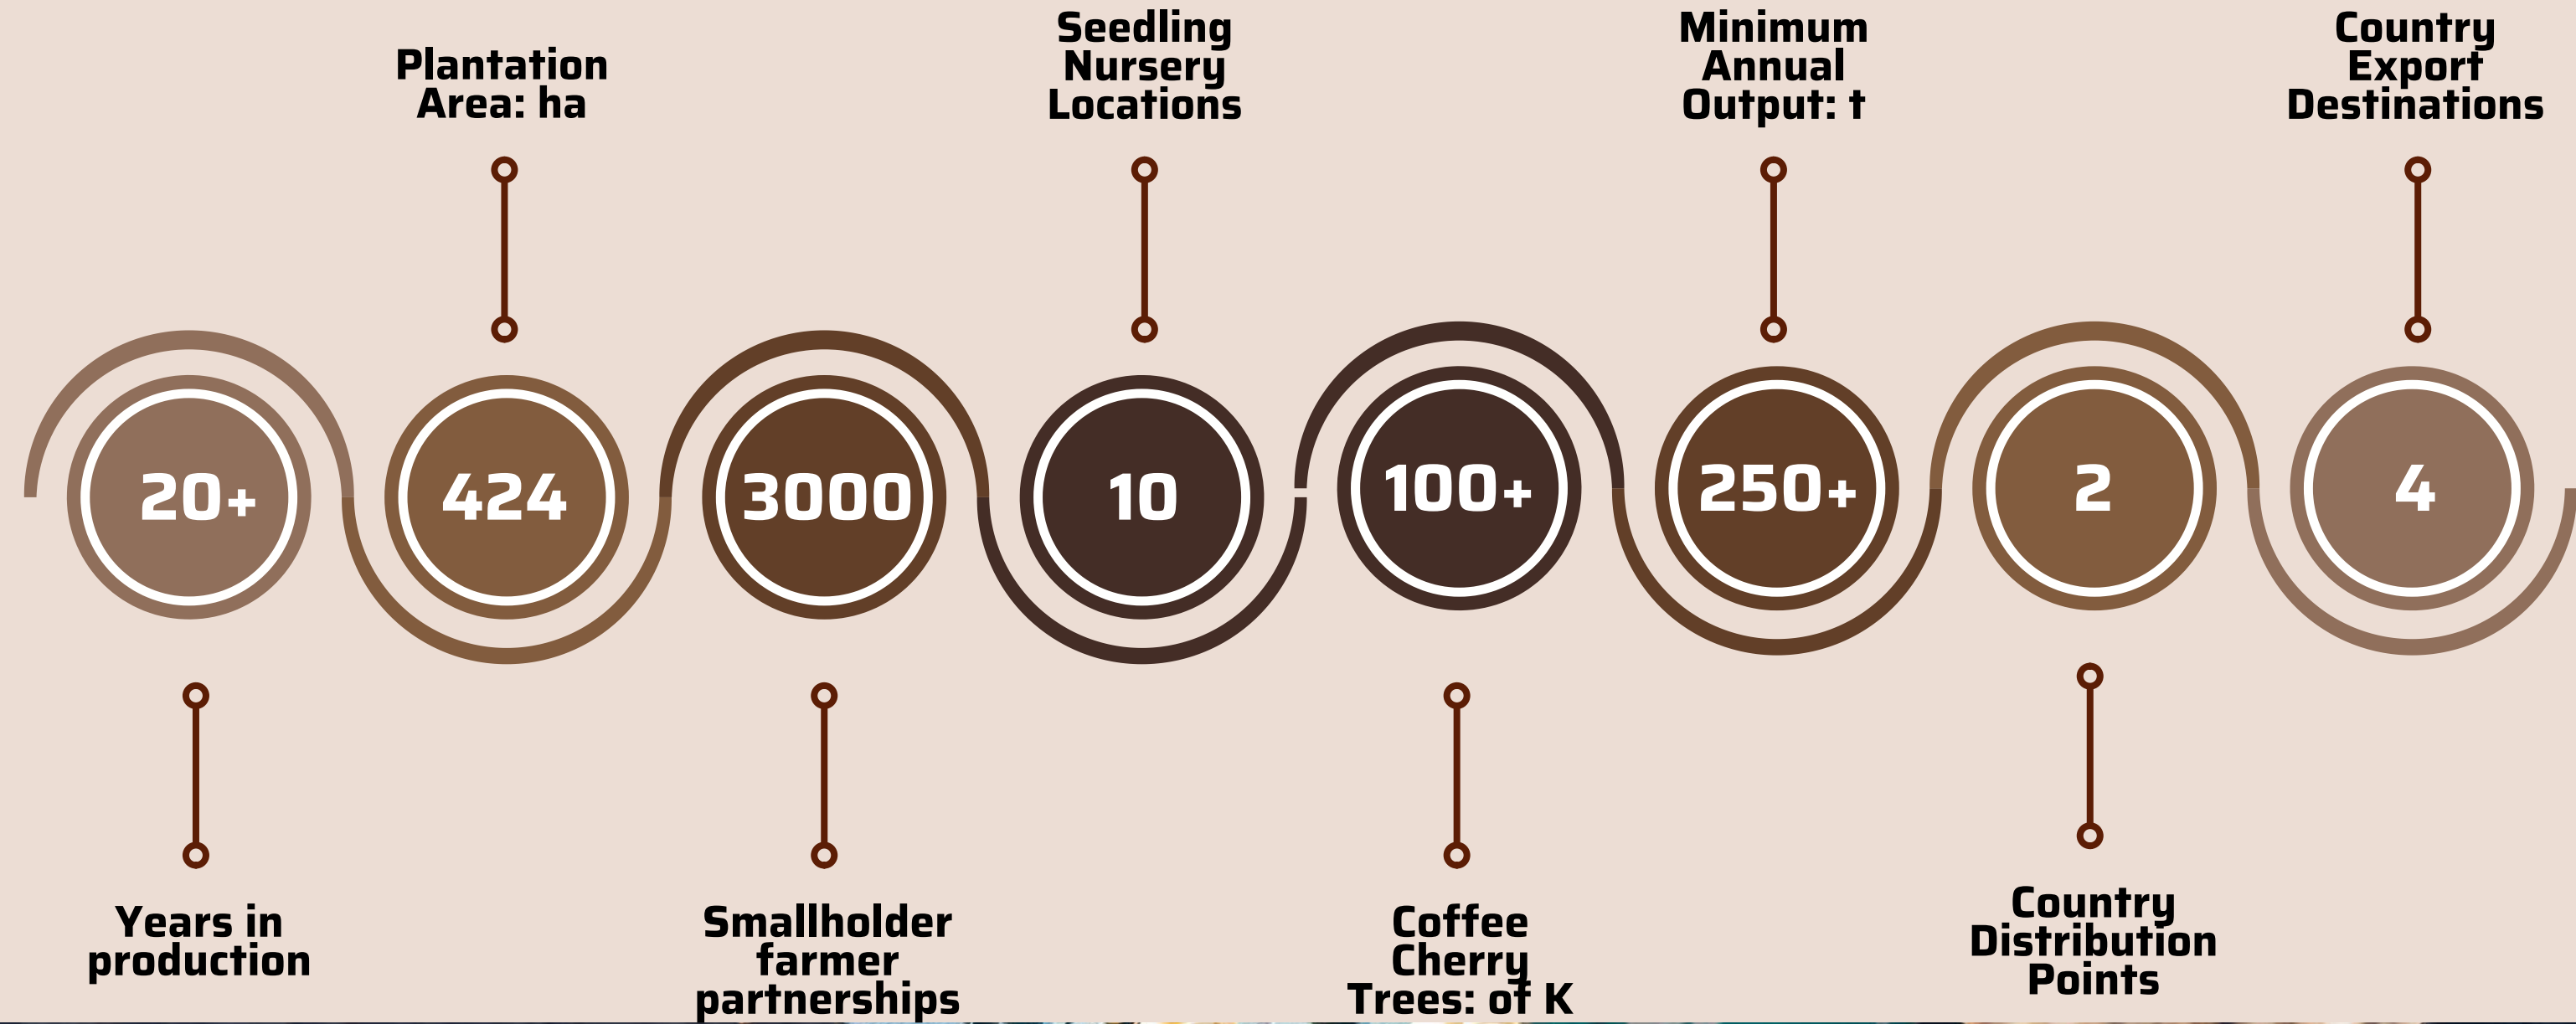 Plantation
Area: ha
Seedling
Nursery
Locations
Minimum
Annual
Output: t
Country
Export
Destinations
20+
424
3000
10
100+
250+
2
4
Years in
production
Smallholder
farmer
partnerships
Coffee
Cherry
Trees: of K
Country
Distribution
Points